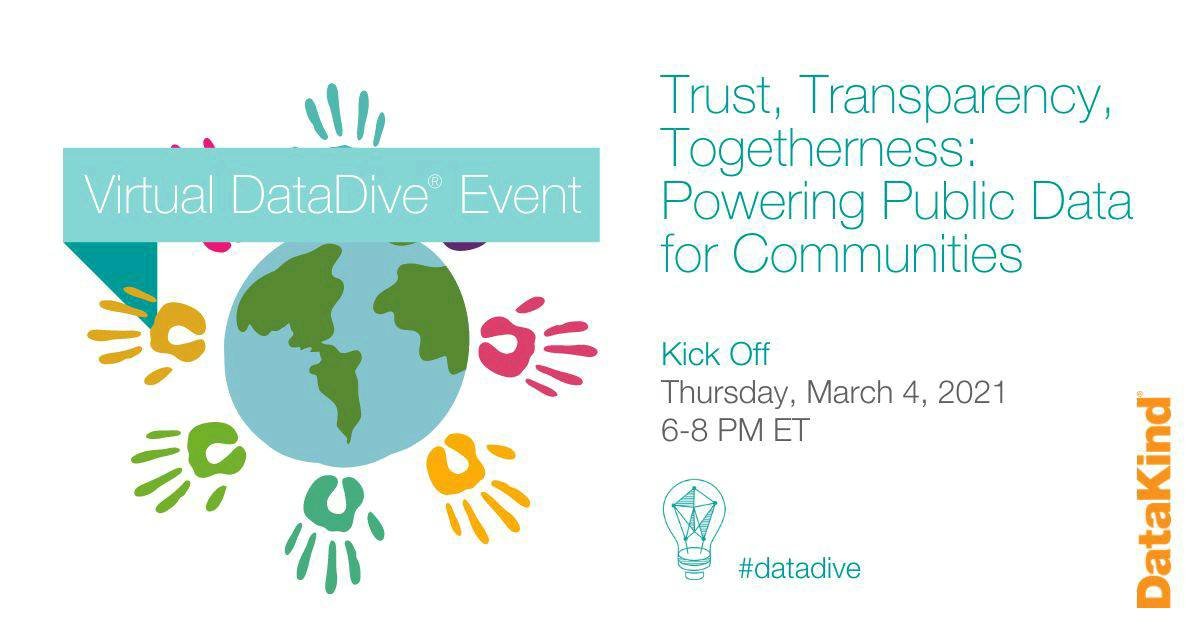 Virtual DataDive® Event
Trust, Transparency,
Togetherness:
Powering Public Data
for Communities
Kick Off
Thursday, March 4, 2021
6-8 PM ET
#datadive
DataKind®